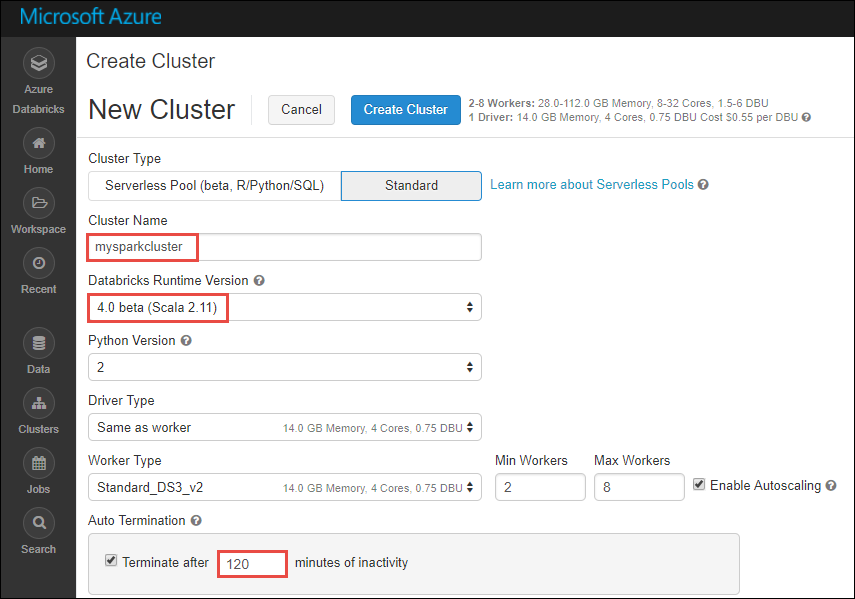 Microsoft Azure
Azure
Databricks
Home
Workspace
Recent
Data
Clusters
Jobs
Search
Create Cluster
New Cluster
Cancel
Create Cluster
2-8 Workers: 28.0-112.0 GB Memory, 8-32 Cores, 1.5-6 DBU
1 Driver: 14.0 GB Memory, 4 Cores, 0.75 DBU Cost $0.55 per DBU ?
Cluster Type
Serverless Pool (beta, R/Python/SQL)
Standard
Learn more about Serverless Pools ?
Cluster Name
mysparkcluster
Databricks Runtime Version ?
4.0 beta (Scala 2.11)
Python Version ?
2
Driver Type
Same as worker 14.0 GB Memory, 4 Cores, 0.75 DBU
Worker Type
Standard_DS3_v2 14.0 GB Memory, 4 Cores, 0.75 DBU
Min Workers
2
Max Workers
8
Enable Autoscaling ?
Auto Termination ?
Terminate after 120 minutes of inactivity